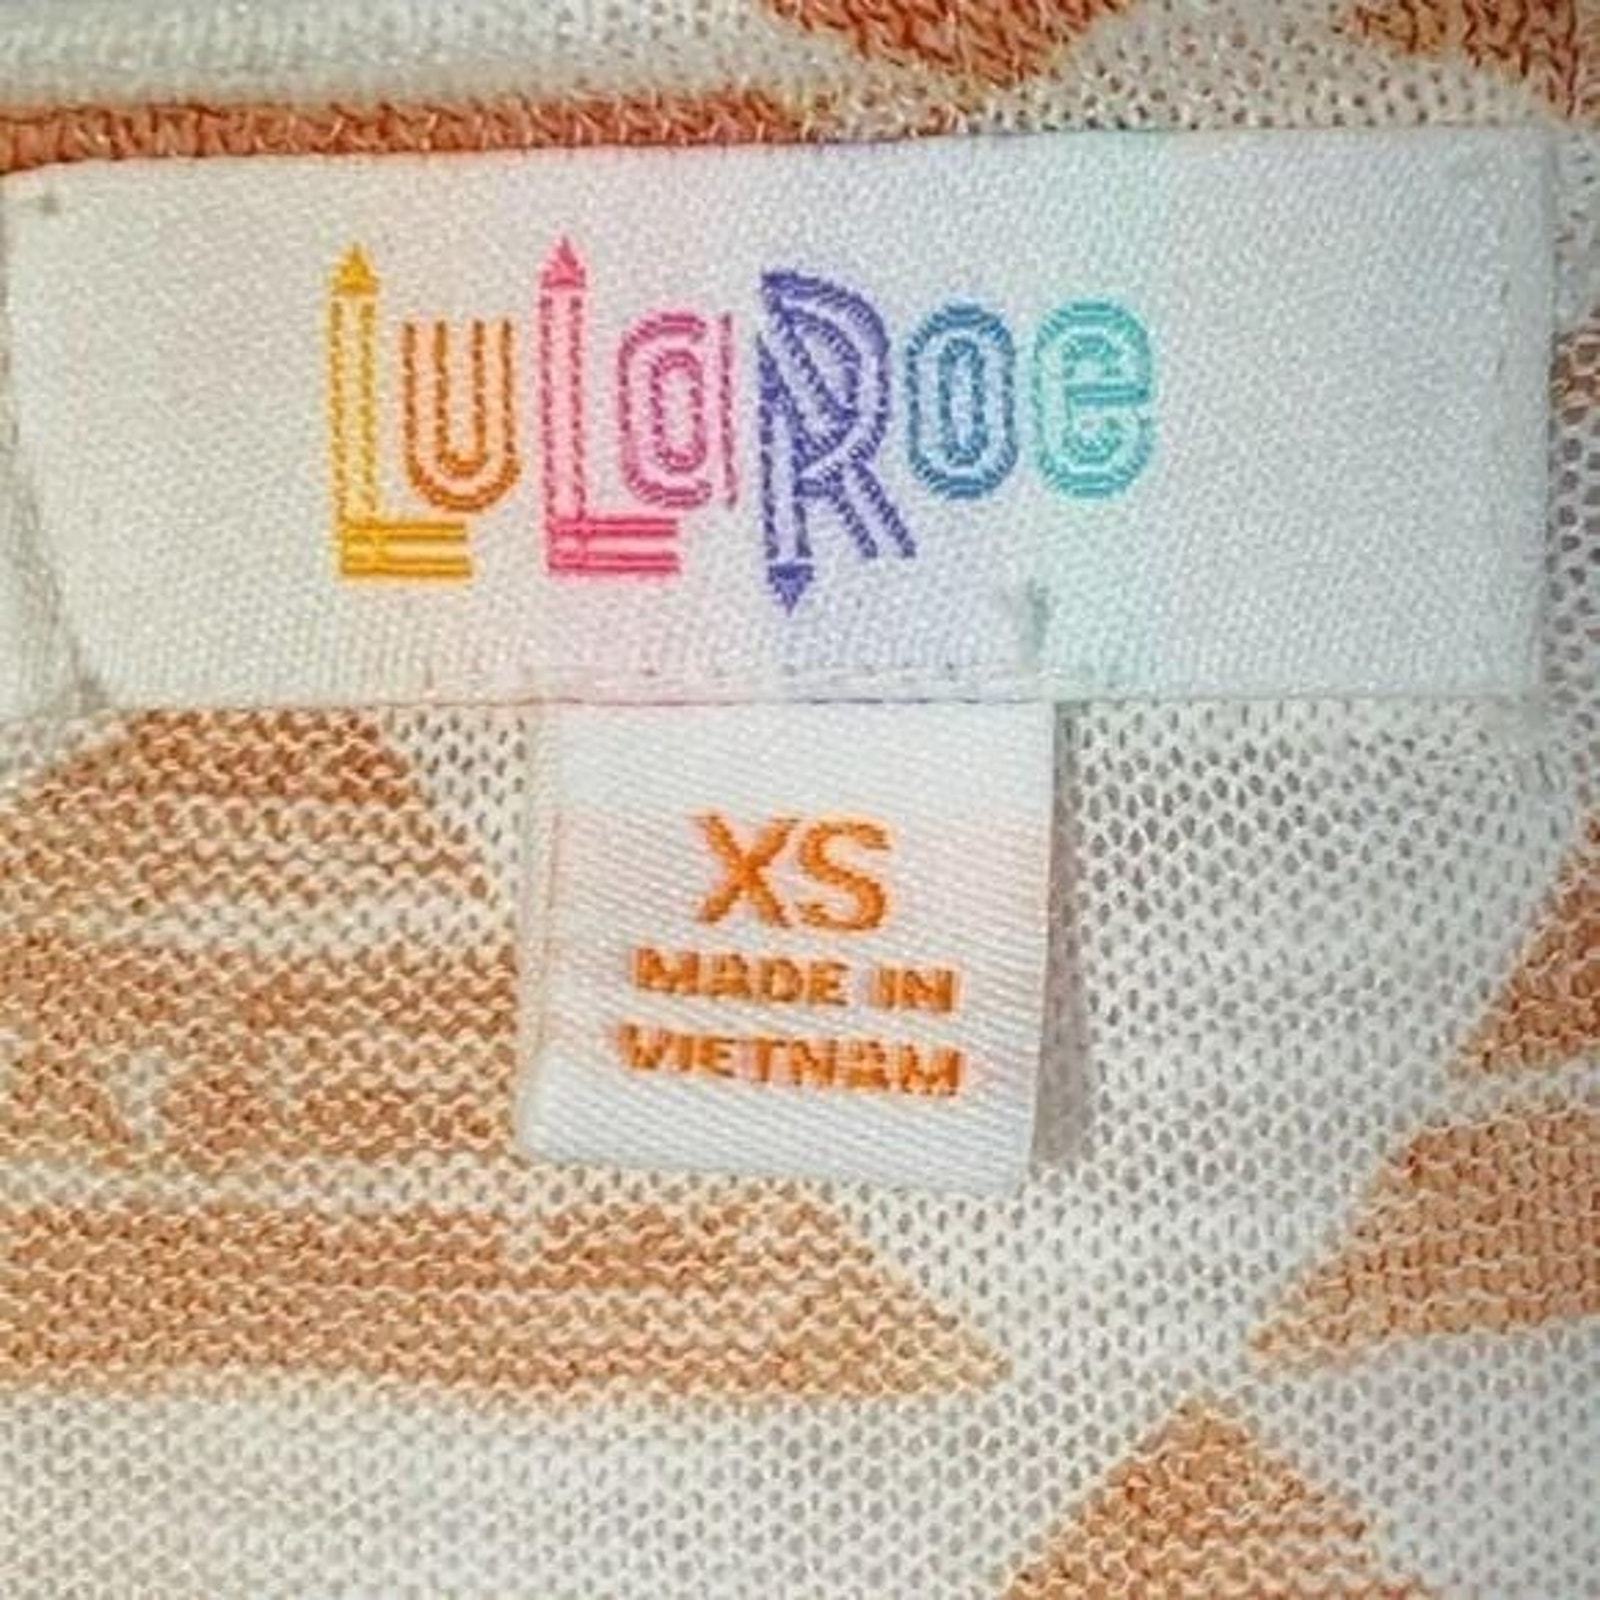 LuLaRoe
XS
MADE IN
VIETNAM